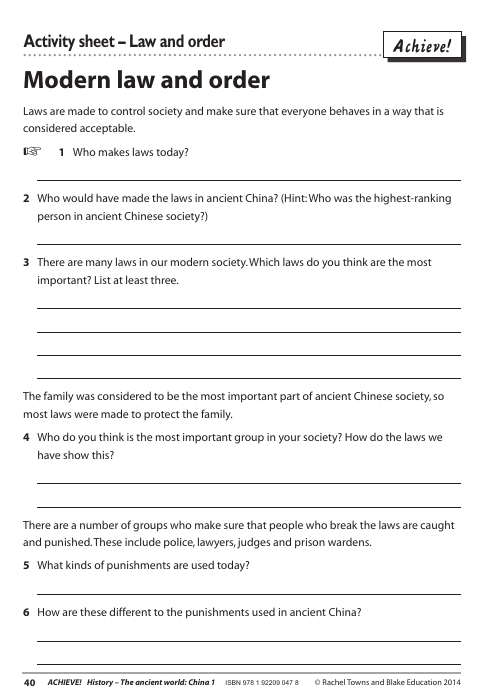 Activity sheet – Law and order
Achieve!
Modern law and order
Laws are made to control society and make sure that everyone behaves in a way that is
considered acceptable.
1 Who makes laws today?
2 Who would have made the laws in ancient China? (Hint: Who was the highest-ranking
person in ancient Chinese society?)
3 There are many laws in our modern society. Which laws do you think are the most
important? List at least three.
The family was considered to be the most important part of ancient Chinese society, so
most laws were made to protect the family.
4 Who do you think is the most important group in your society? How do the laws we
have show this?
There are a number of groups who make sure that people who break the laws are caught
and punished. These include police, lawyers, judges and prison wardens.
5 What kinds of punishments are used today?
6 How are these different to the punishments used in ancient China?
40 ACHIEVE! History – The ancient world: China 1 ISBN 978 1 92209 047 8 © Rachel Towns and Blake Education 2014